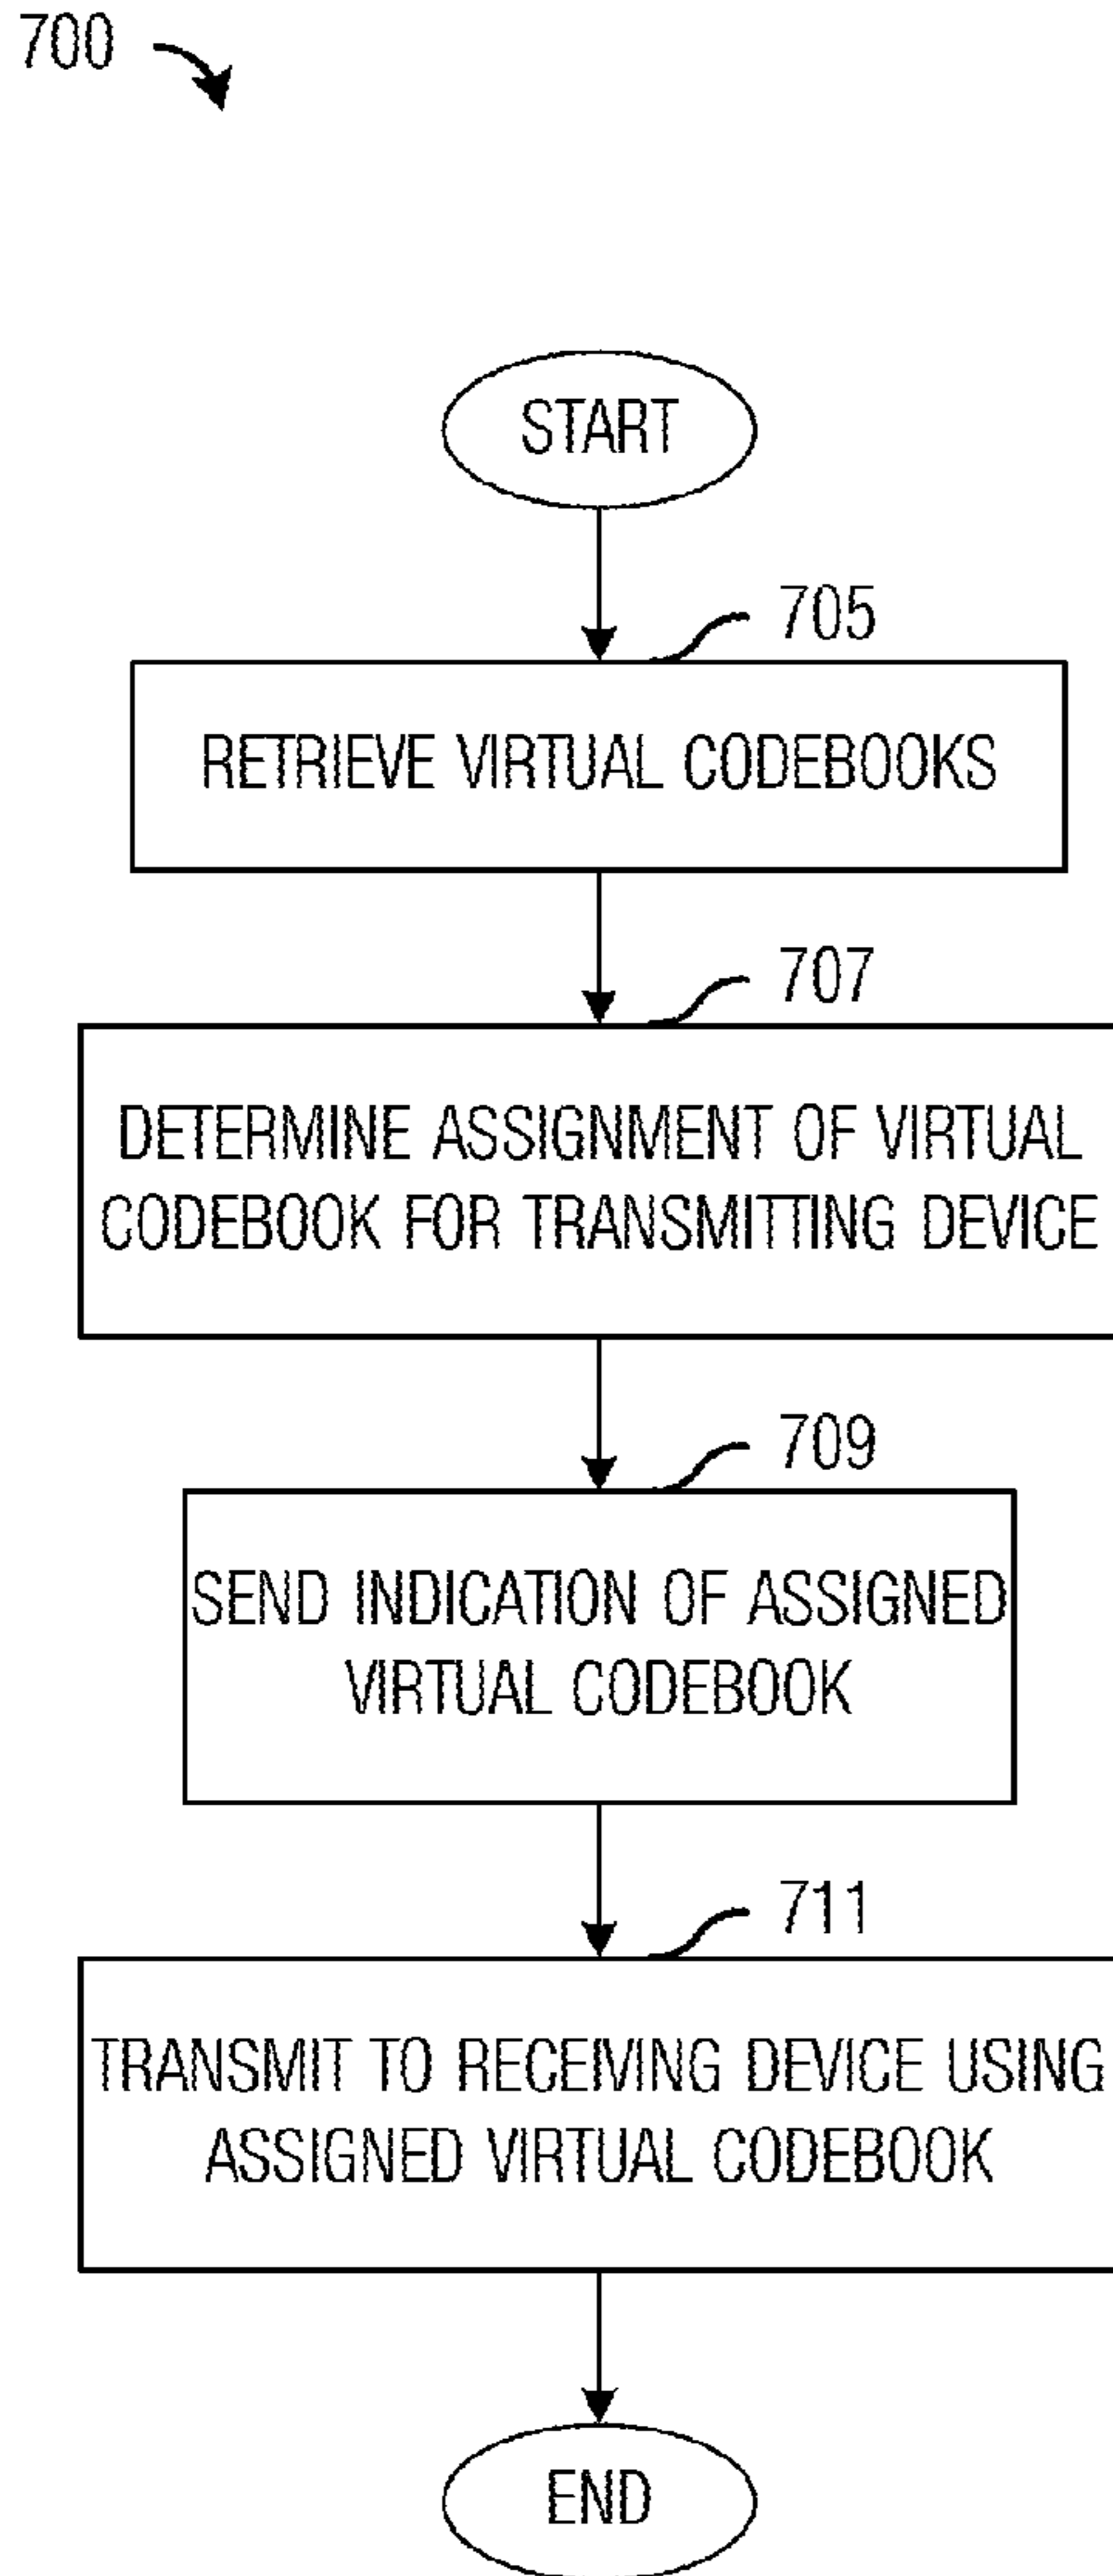 700
START
705
RETRIEVE VIRTUAL CODEBOOKS
707
DETERMINE ASSIGNMENT OF VIRTUAL
CODEBOOK FOR TRANSMITTING DEVICE
709
SEND INDICATION OF ASSIGNED
VIRTUAL CODEBOOK
711
TRANSMIT TO RECEIVING DEVICE USING
ASSIGNED VIRTUAL CODEBOOK
END